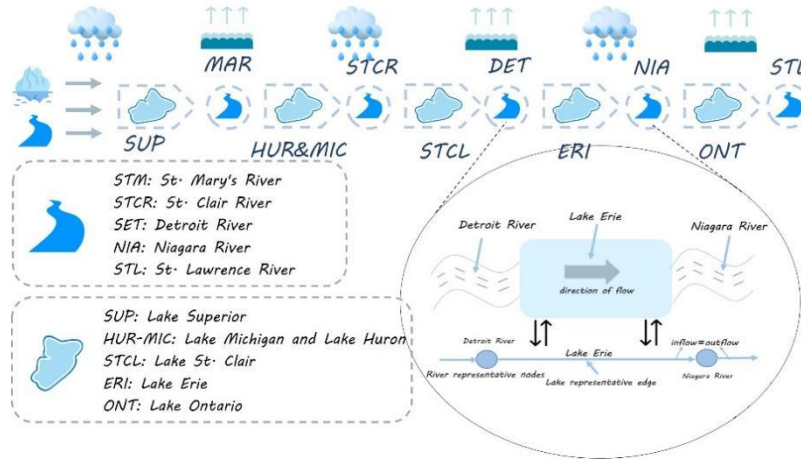 MAR
STCR
DET
NIA
STL
SUP
HUR&MIC
STCL
ERI
ONT
STM: St. Mary's River
STCR: St. Clair River
SET: Detroit River
NIA: Niagara River
STL: St. Lawrence River
SUP: Lake Superior
HUR-MIC: Lake Michigan and Lake Huron
STCL: Lake St. Clair
ERI: Lake Erie
ONT: Lake Ontario
Detroit River
Lake Erie
Niagara River
direction of flow
Detroit River
Lake Erie
inflow=outflow
River representative nodes
Lake representative edge
Niagara River